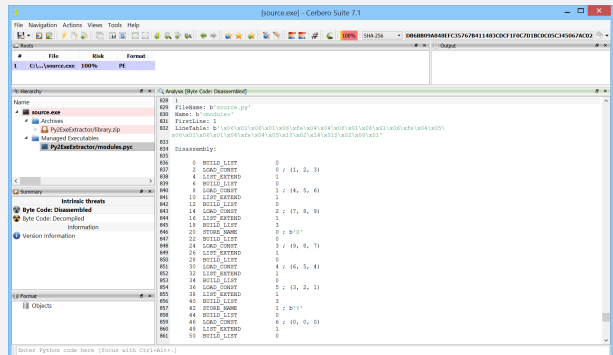 [source.exe] - Cerbero Suite 7.1
File Navigation Actions Views Tools Help
100% SHA-256 DB6BB09A848EFC35767B411483CDCF1F0C7D1BC0C05C345067AC02
Roots
Output
# File Risk Format
1 C:\...\source.exe 100% PE
Hierarchy
Analysis [Byte Code: Disassembled]
Name
source.exe
Archives
Py2ExeExtractor/library.zip
Managed Executables
Py2ExeExtractor/modules.pyc
Summary
Intrinsic threats
Byte Code: Disassembled
Byte Code: Decompiled
Information
Version Information
Format
Objects
828 1
829 FileName: b'source.py'
830 Name: b'<module>'
831 FirstLine: 1
833
834 Disassembly:
835
836 0 BUILD_LIST 0
837 2 LOAD_CONST 0 ; (1, 2, 3)
838 4 LIST_EXTEND 1
839 6 BUILD_LIST 0
840 8 LOAD_CONST 1 ; (4, 5, 6)
841 10 LIST_EXTEND 1
842 12 BUILD_LIST 0
843 14 LOAD_CONST 2 ; (7, 8, 9)
844 16 LIST_EXTEND 1
845 18 BUILD_LIST 3
846 20 STORE_NAME 0 ; b'X'
847 22 BUILD_LIST 0
848 24 LOAD_CONST 3 ; (9, 8, 7)
849 26 LIST_EXTEND 1
850 28 BUILD_LIST 0
851 30 LOAD_CONST 4 ; (6, 5, 4)
852 32 LIST_EXTEND 1
853 34 BUILD_LIST 0
854 36 LOAD_CONST 5 ; (3, 2, 1)
855 38 LIST_EXTEND 1
856 40 BUILD_LIST 3
857 42 STORE_NAME 1 ; b'Y'
858 44 BUILD_LIST 0
859 46 LOAD_CONST 6 ; (0, 0, 0)
860 48 LIST_EXTEND 1
861 50 BUILD_LIST 0
Enter Python code here [focus with Ctrl+Alt+.]